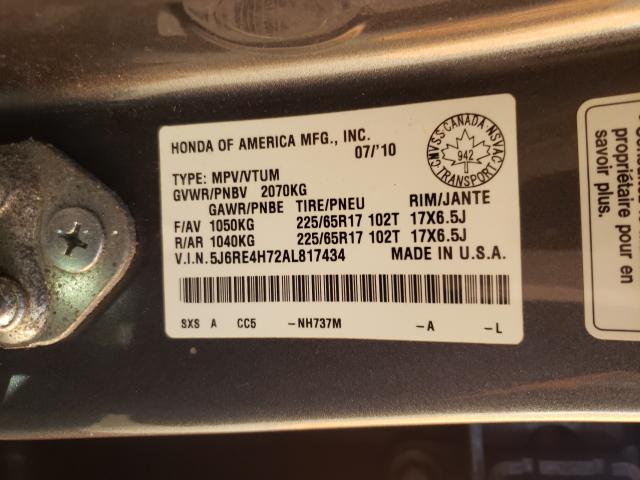 HONDA OF AMERICA MFG., INC.
07/'10
TYPE: MPV/VTUM
GVWR/PNBV 2070KG
GAWR/PNBE TIRE/PNEU RIM/JANTE
F/AV 1050KG 225/65R17 102T 17X6.5J
R/AR 1040KG 225/65R17 102T 17X6.5J
V.I.N.5J6RE4H72AL817434 MADE IN U.S.A.
SXS A CC5 -NH737M -A -L
CANADA NSVAC
942
TRANSPORT CMVSS
propriétaire pour en
savoir plus.